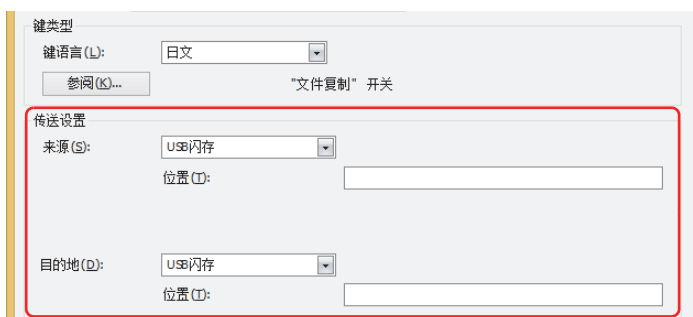 键类型
键语言(L): 日文
参阅(K)... "文件复制" 开关
传送设置
来源(S): USB闪存
位置(T):
目的地(D): USB闪存
位置(T):